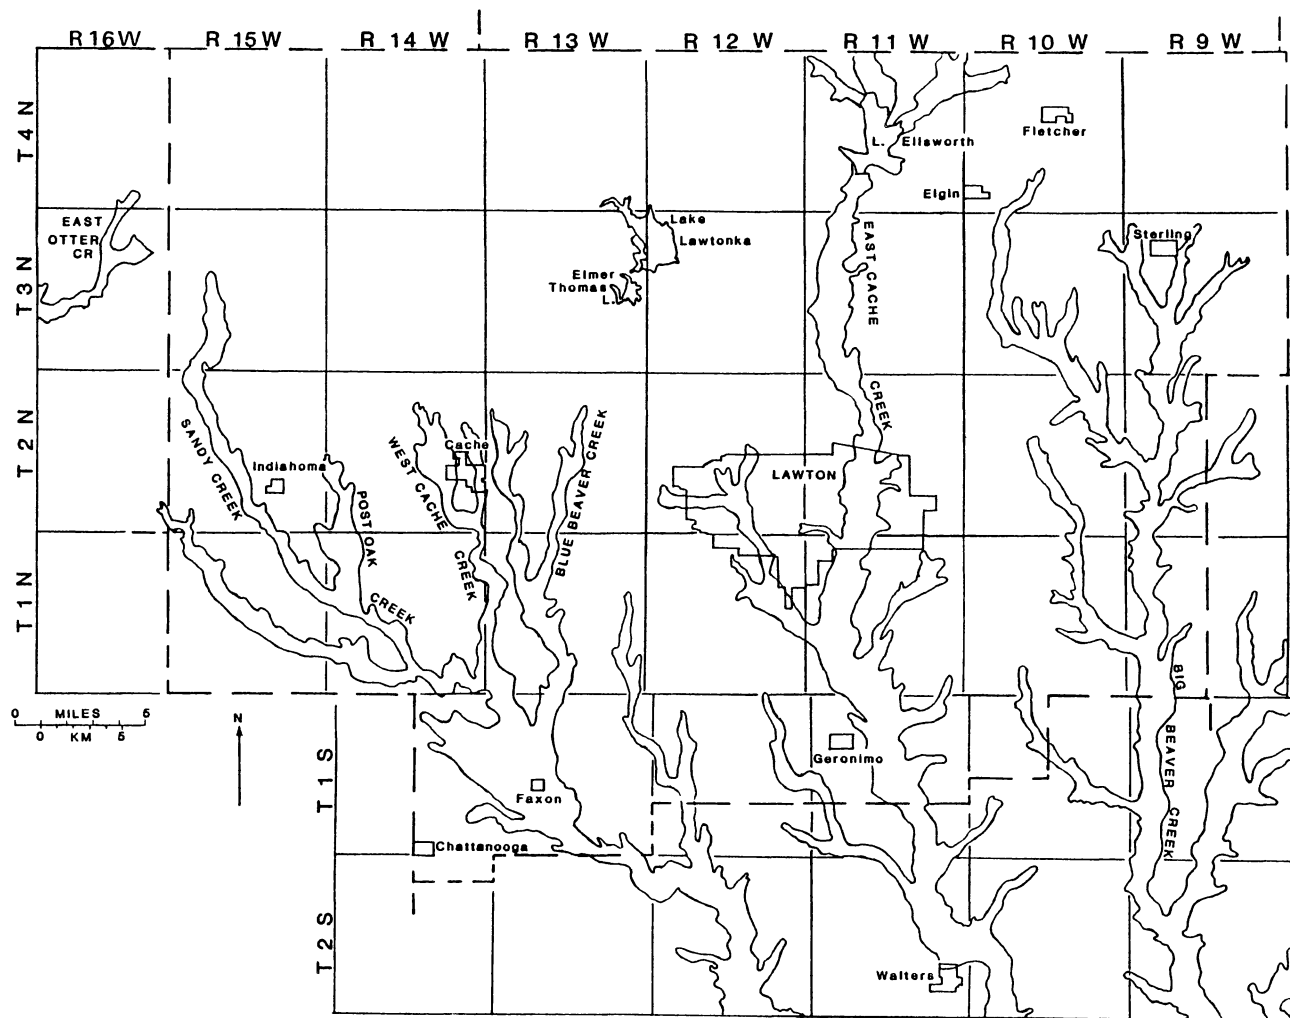 R 16W
R 15W
R 14 W
R 13 W
R 12 W
R 11 W
R 10 W
R 9 W
T 4 N
Fletcher
L. Ellsworth
Elgin
EAST
OTTER
CR
Lake
Lawtonka
Elmer
Thomas
L.
EAST CACHE
CREEK
Sterling
T 3 N
T 2 N
SANDY CREEK
Indiahoma
POST OAK
CREEK
WEST CACHE
CREEK
Cache
BLUE BEAVER CREEK
LAWTON
T 1 N
BIG
BEAVER
CREEK
0 MILES 5
0 KM 5
N
T 1 S
Geronimo
Faxon
Chattanooga
T 2 S
Walters